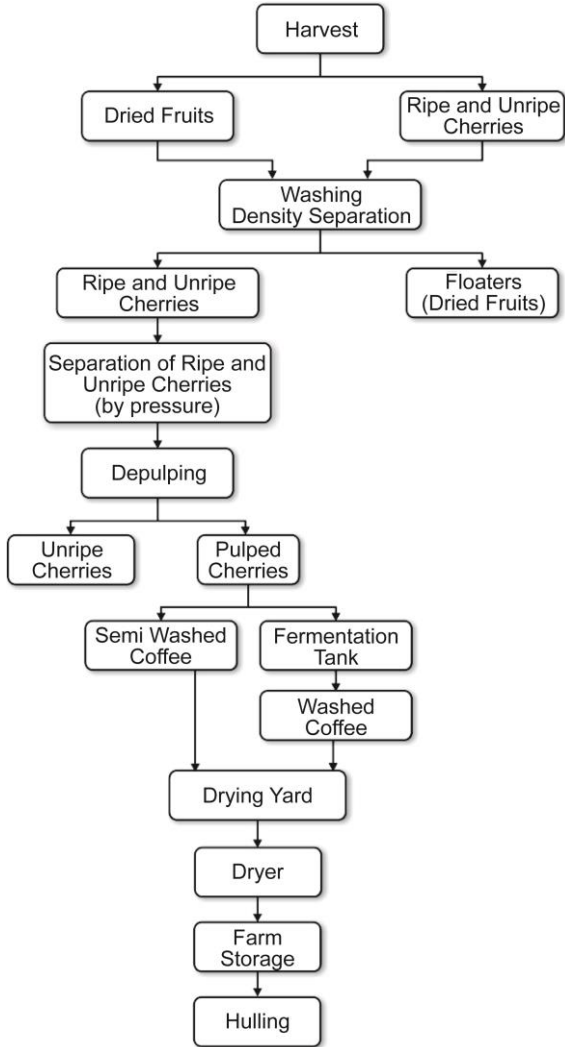 Harvest
Dried Fruits
Ripe and Unripe
Cherries
Washing
Density Separation
Ripe and Unripe
Cherries
Floaters
(Dried Fruits)
Separation of Ripe and
Unripe Cherries
(by pressure)
Depulping
Unripe
Cherries
Pulped
Cherries
Semi Washed
Coffee
Fermentation
Tank
Washed
Coffee
Drying Yard
Dryer
Farm
Storage
Hulling